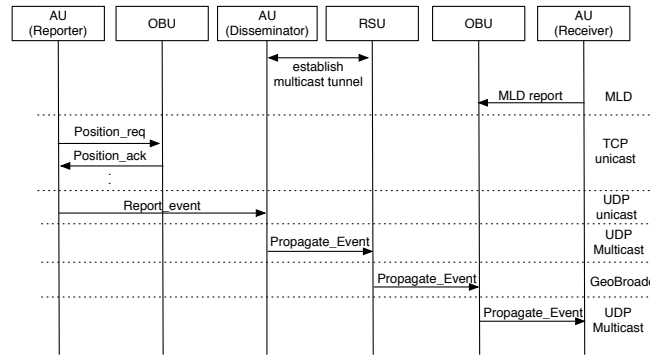 AU
(Reporter)
OBU
AU
(Disseminator)
RSU
OBU
AU
(Receiver)
establish
multicast tunnel
MLD report
MLD
Position_req
Position_ack
:
TCP
unicast
Report_event
UDP
unicast
Propagate_Event
UDP
Multicast
Propagate_Event
GeoBroadc
Propagate_Event
UDP
Multicast